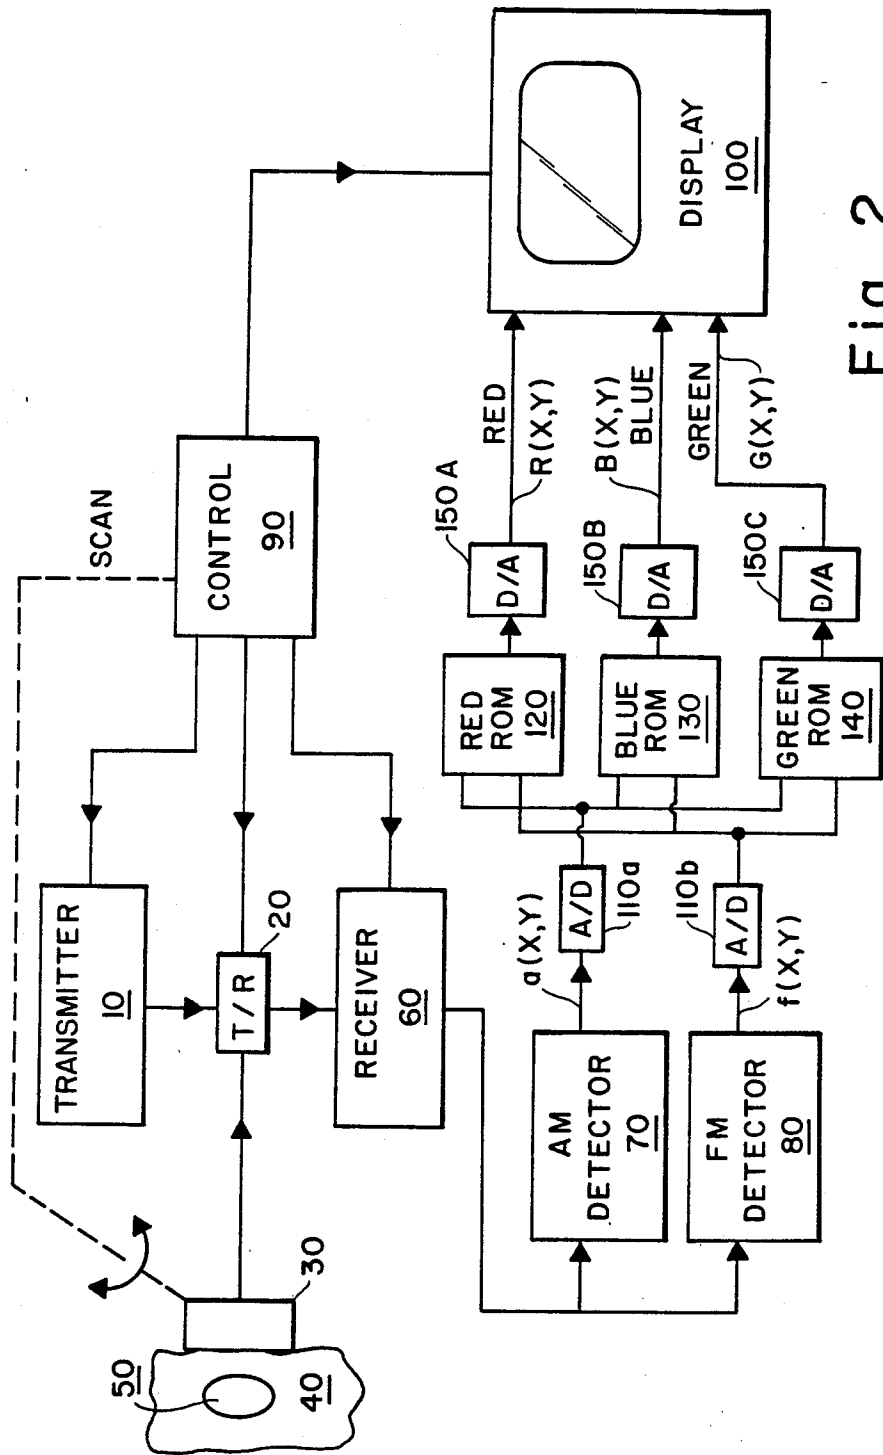 SCAN
TRANSMITTER
10
T/R
20
RECEIVER
60
CONTROL
90
30
50
40
AM
DETECTOR
70
FM
DETECTOR
80
a(X,Y)
A/D
110a
f(X,Y)
A/D
110b
RED
ROM
120
BLUE
ROM
130
GREEN
ROM
140
D/A
150A
D/A
150B
D/A
150C
RED
R(X,Y)
B(X,Y)
BLUE
GREEN
G(X,Y)
DISPLAY
100
Fig. 2